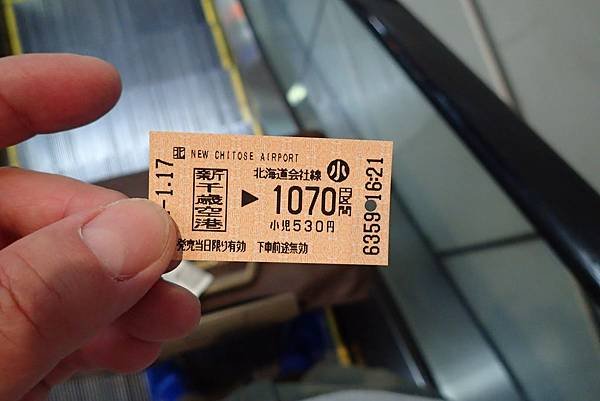 -1.17
北 NEW CHITOSE AIRPORT
新千歳空港
北海道会社線 小
▶ 1070円区間
小児530円
発売当日限り有効 下車前途無効
6359 16:21